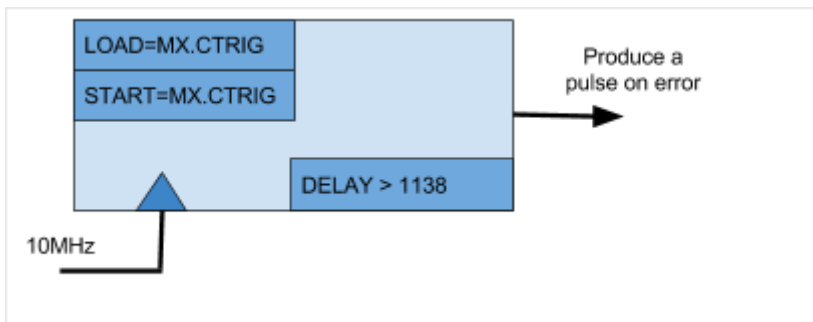 LOAD=MX.CTRIG
START=MX.CTRIG
Produce a
pulse on error
DELAY > 1138
10MHz